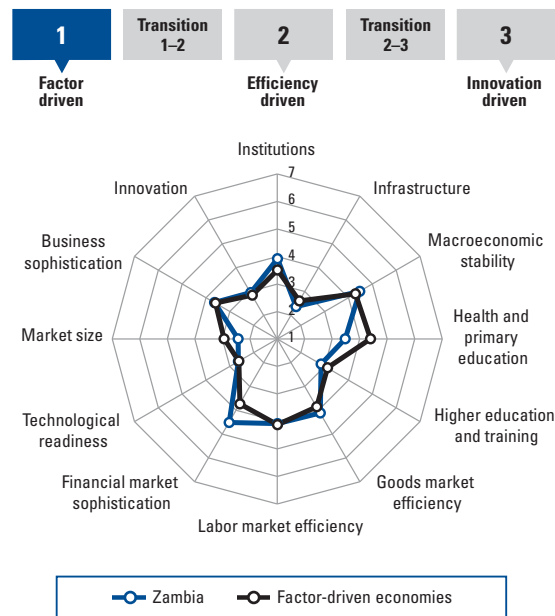 1
Transition
1–2
2
Transition
2–3
3
Factor
driven
Efficiency
driven
Innovation
driven
Institutions
7
Innovation
Infrastructure
6
5
Business
sophistication
Macroeconomic
stability
4
3
2
Market size
1
Health and
primary
education
Technological
readiness
Higher education
and training
Financial market
sophistication
Goods market
efficiency
Labor market efficiency
Zambia
Factor-driven economies